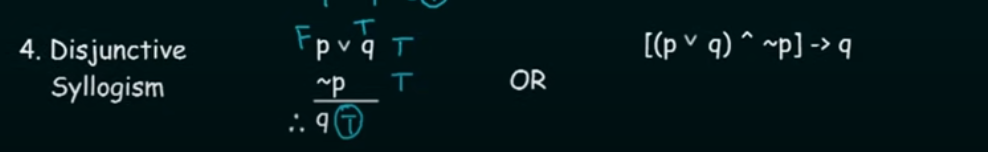 F T
4. Disjunctive p v q T [(p v q) ^ ~p] -> q
Syllogism ~p T OR
∴ q T